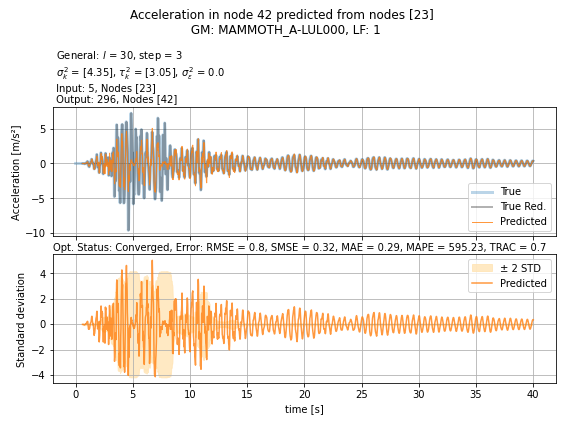 Acceleration in node 42 predicted from nodes [23]
GM: MAMMOTH_A-LUL000, LF: 1
General: l = 30, step = 3
σ²ₖ = [4.35], τ²ₖ = [3.05], σ²ε = 0.0
Input: 5, Nodes [23]
Output: 296, Nodes [42]
Acceleration [m/s²]
5
0
−5
−10
True
True Red.
Predicted
Opt. Status: Converged, Error: RMSE = 0.8, SMSE = 0.32, MAE = 0.29, MAPE = 595.23, TRAC = 0.7
Standard deviation
4
2
0
−2
−4
± 2 STD
Predicted
0 5 10 15 20 25 30 35 40
time [s]